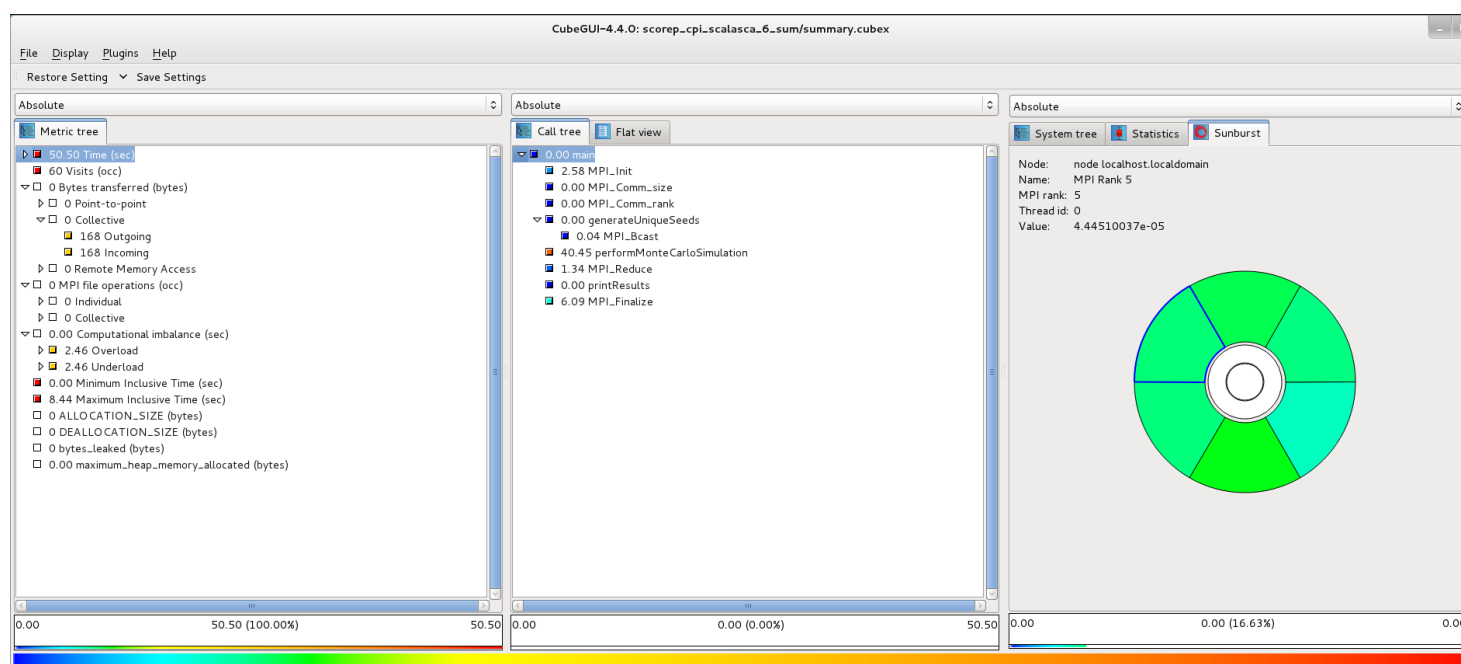 CubeGUI-4.4.0: scorep_cpi_scalasca_6_sum/summary.cubex
File Display Plugins Help
Restore Setting Save Settings
Absolute
Metric tree
50.50 Time (sec)
60 Visits (occ)
0 Bytes transferred (bytes)
0 Point-to-point
0 Collective
168 Outgoing
168 Incoming
0 Remote Memory Access
0 MPI file operations (occ)
0 Individual
0 Collective
0.00 Computational imbalance (sec)
2.46 Overload
2.46 Underload
0.00 Minimum Inclusive Time (sec)
8.44 Maximum Inclusive Time (sec)
0 ALLOCATION_SIZE (bytes)
0 DEALLOCATION_SIZE (bytes)
0 bytes_leaked (bytes)
0.00 maximum_heap_memory_allocated (bytes)
0.00 50.50 (100.00%) 50.50
Absolute
Call tree Flat view
0.00 main
2.58 MPI_Init
0.00 MPI_Comm_size
0.00 MPI_Comm_rank
0.00 generateUniqueSeeds
0.04 MPI_Bcast
40.45 performMonteCarloSimulation
1.34 MPI_Reduce
0.00 printResults
6.09 MPI_Finalize
0.00 0.00 (0.00%) 50.50
Absolute
System tree Statistics Sunburst
Node: node localhost.localdomain
Name: MPI Rank 5
MPI rank: 5
Thread id: 0
Value: 4.44510037e-05
0.00 0.00 (16.63%)